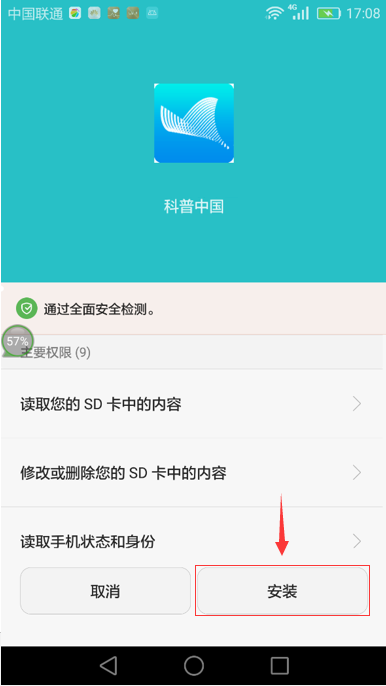 中国联通 4G 17:08
科普中国
通过全面安全检测。
57%
主要权限 (9)
读取您的 SD 卡中的内容
修改或删除您的 SD 卡中的内容
读取手机状态和身份
取消 安装